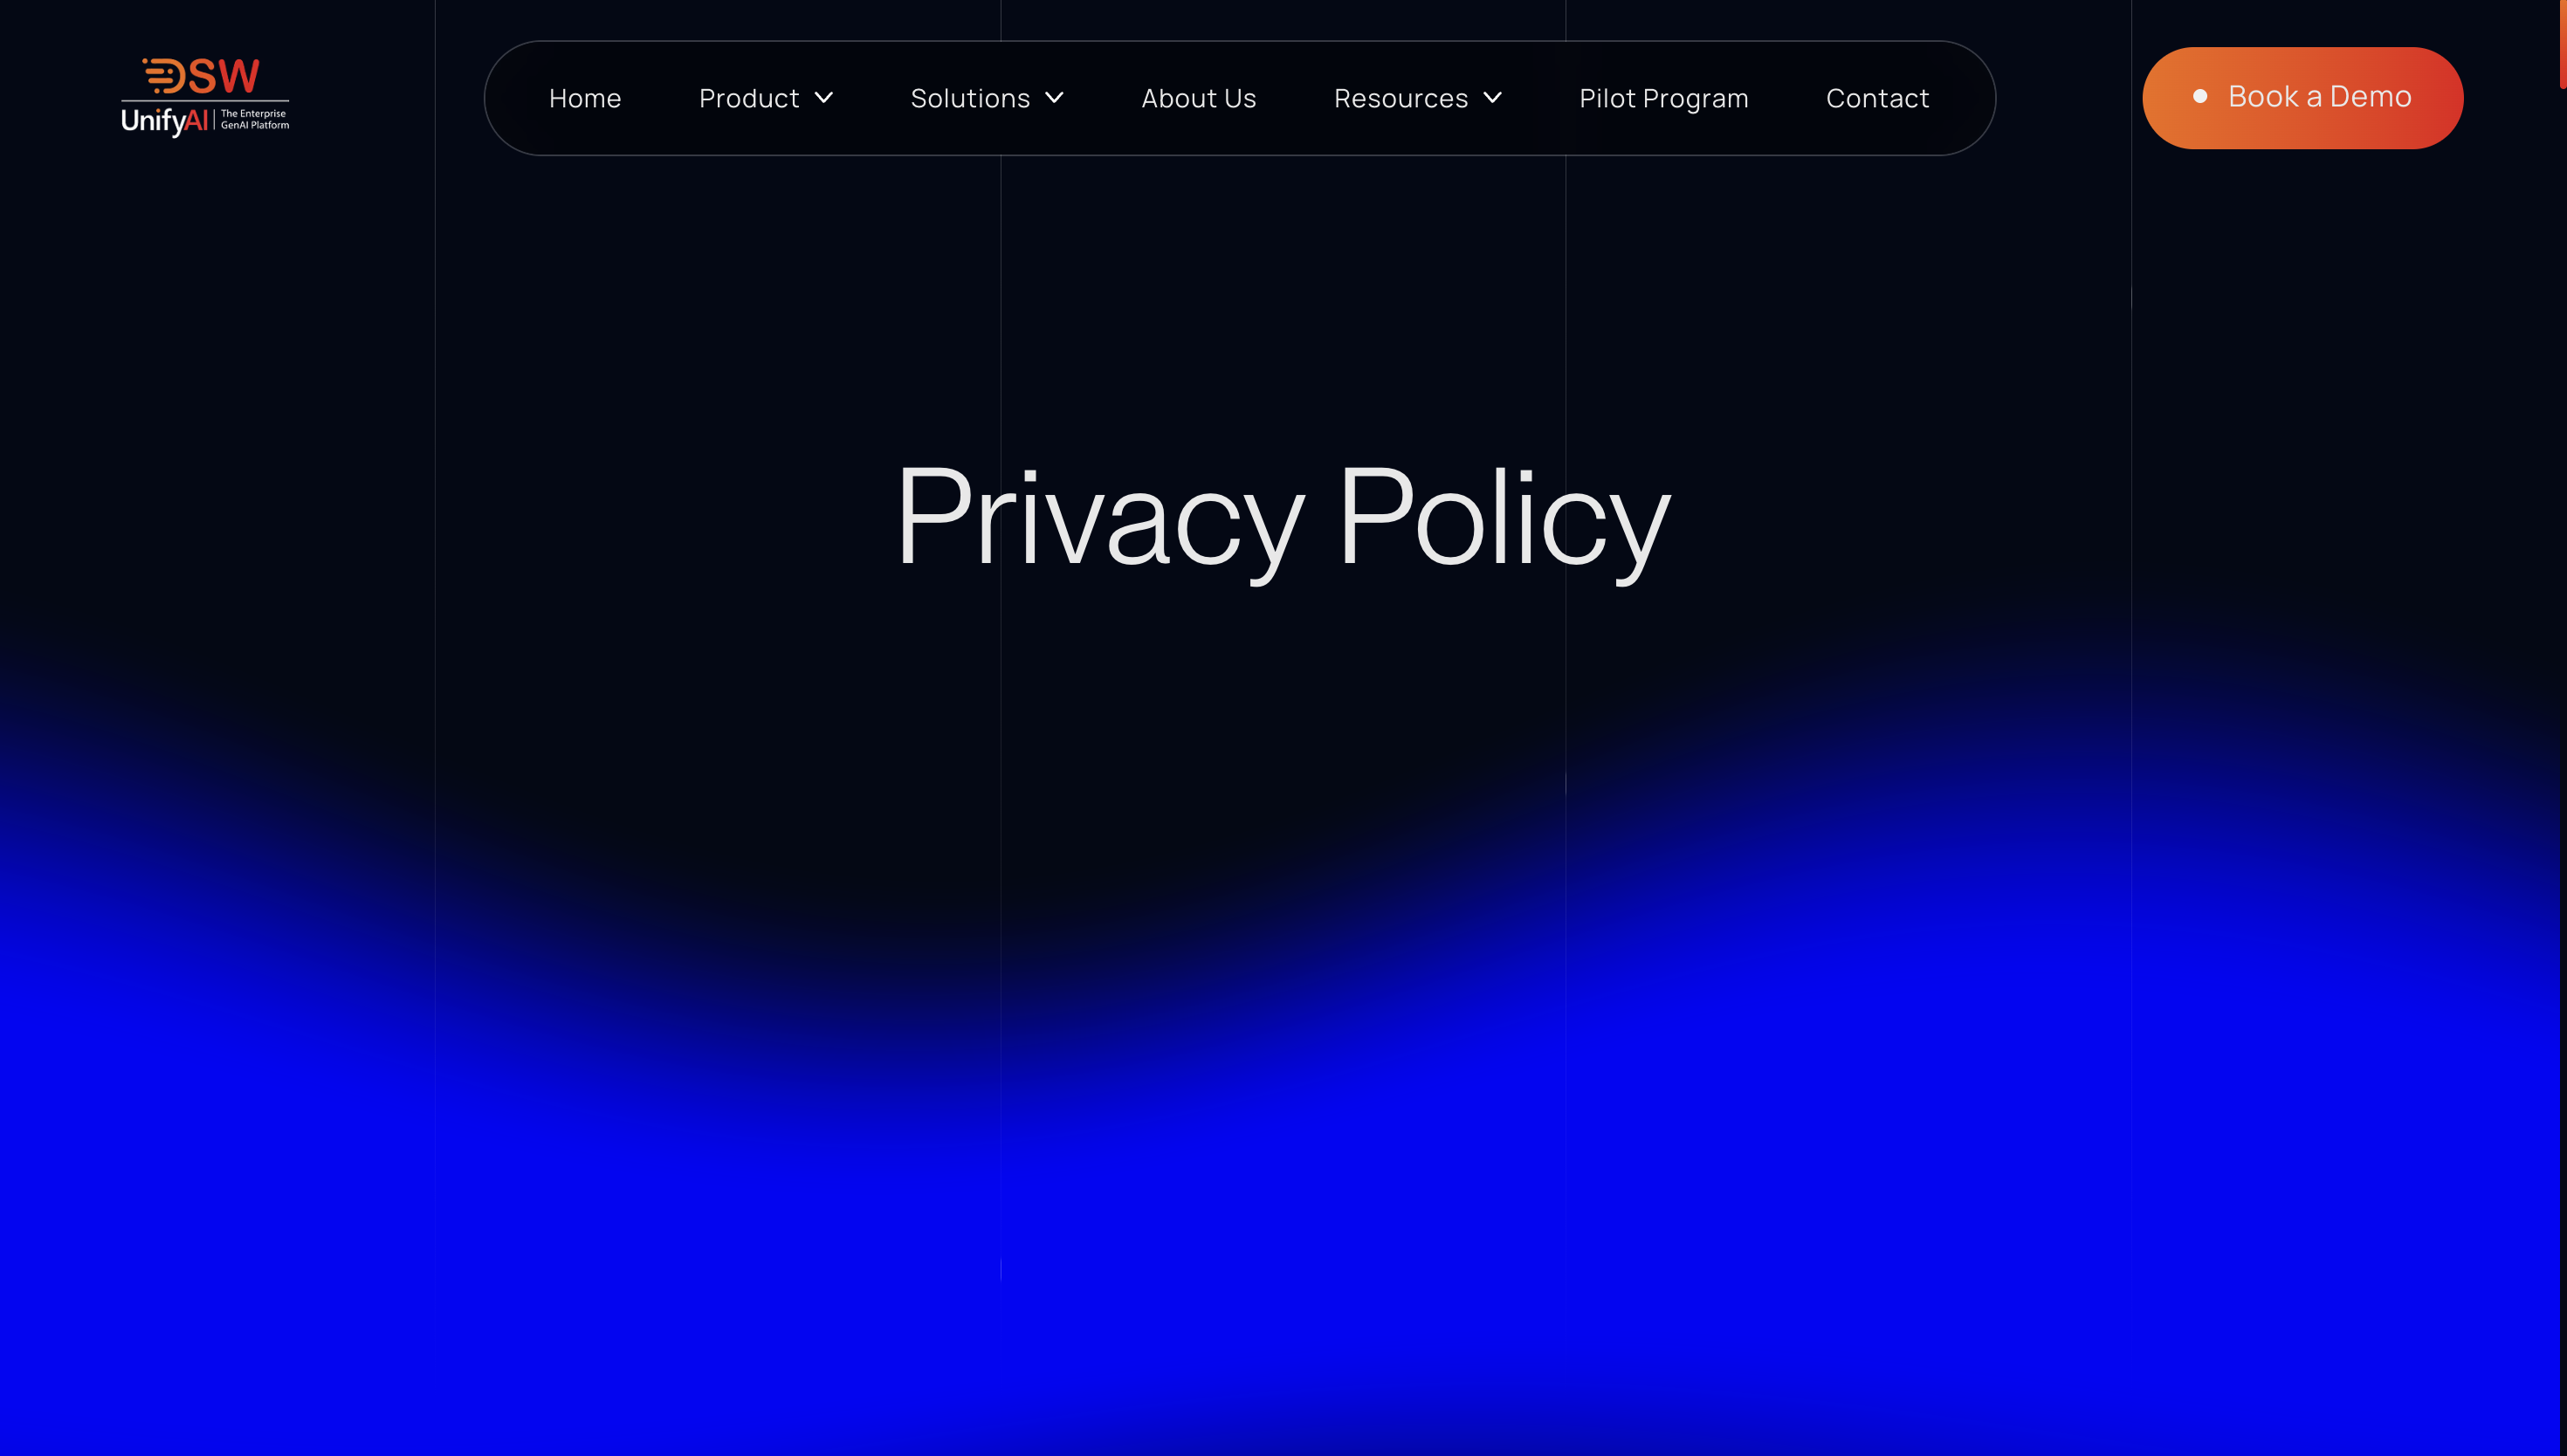 DSW
UnifyAI | The Enterprise
GenAI Platform
Home Product Solutions About Us Resources Pilot Program Contact
Book a Demo
Privacy Policy